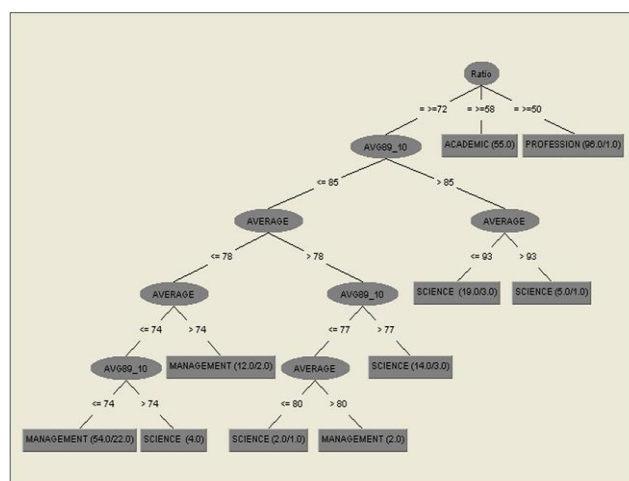 Ratio
= >=72
= >=58
= >=50
AVG89_10
ACADEMIC (55.0)
PROFESSION (96.0/1.0)
<= 85
> 85
AVERAGE
AVERAGE
<= 78
> 78
<= 93
> 93
AVERAGE
AVG89_10
SCIENCE (19.0/3.0)
SCIENCE (5.0/1.0)
<= 74
> 74
<= 77
> 77
AVG89_10
MANAGEMENT (12.0/2.0)
AVERAGE
SCIENCE (14.0/3.0)
<= 74
> 74
<= 80
> 80
MANAGEMENT (54.0/22.0)
SCIENCE (4.0)
SCIENCE (2.0/1.0)
MANAGEMENT (2.0)